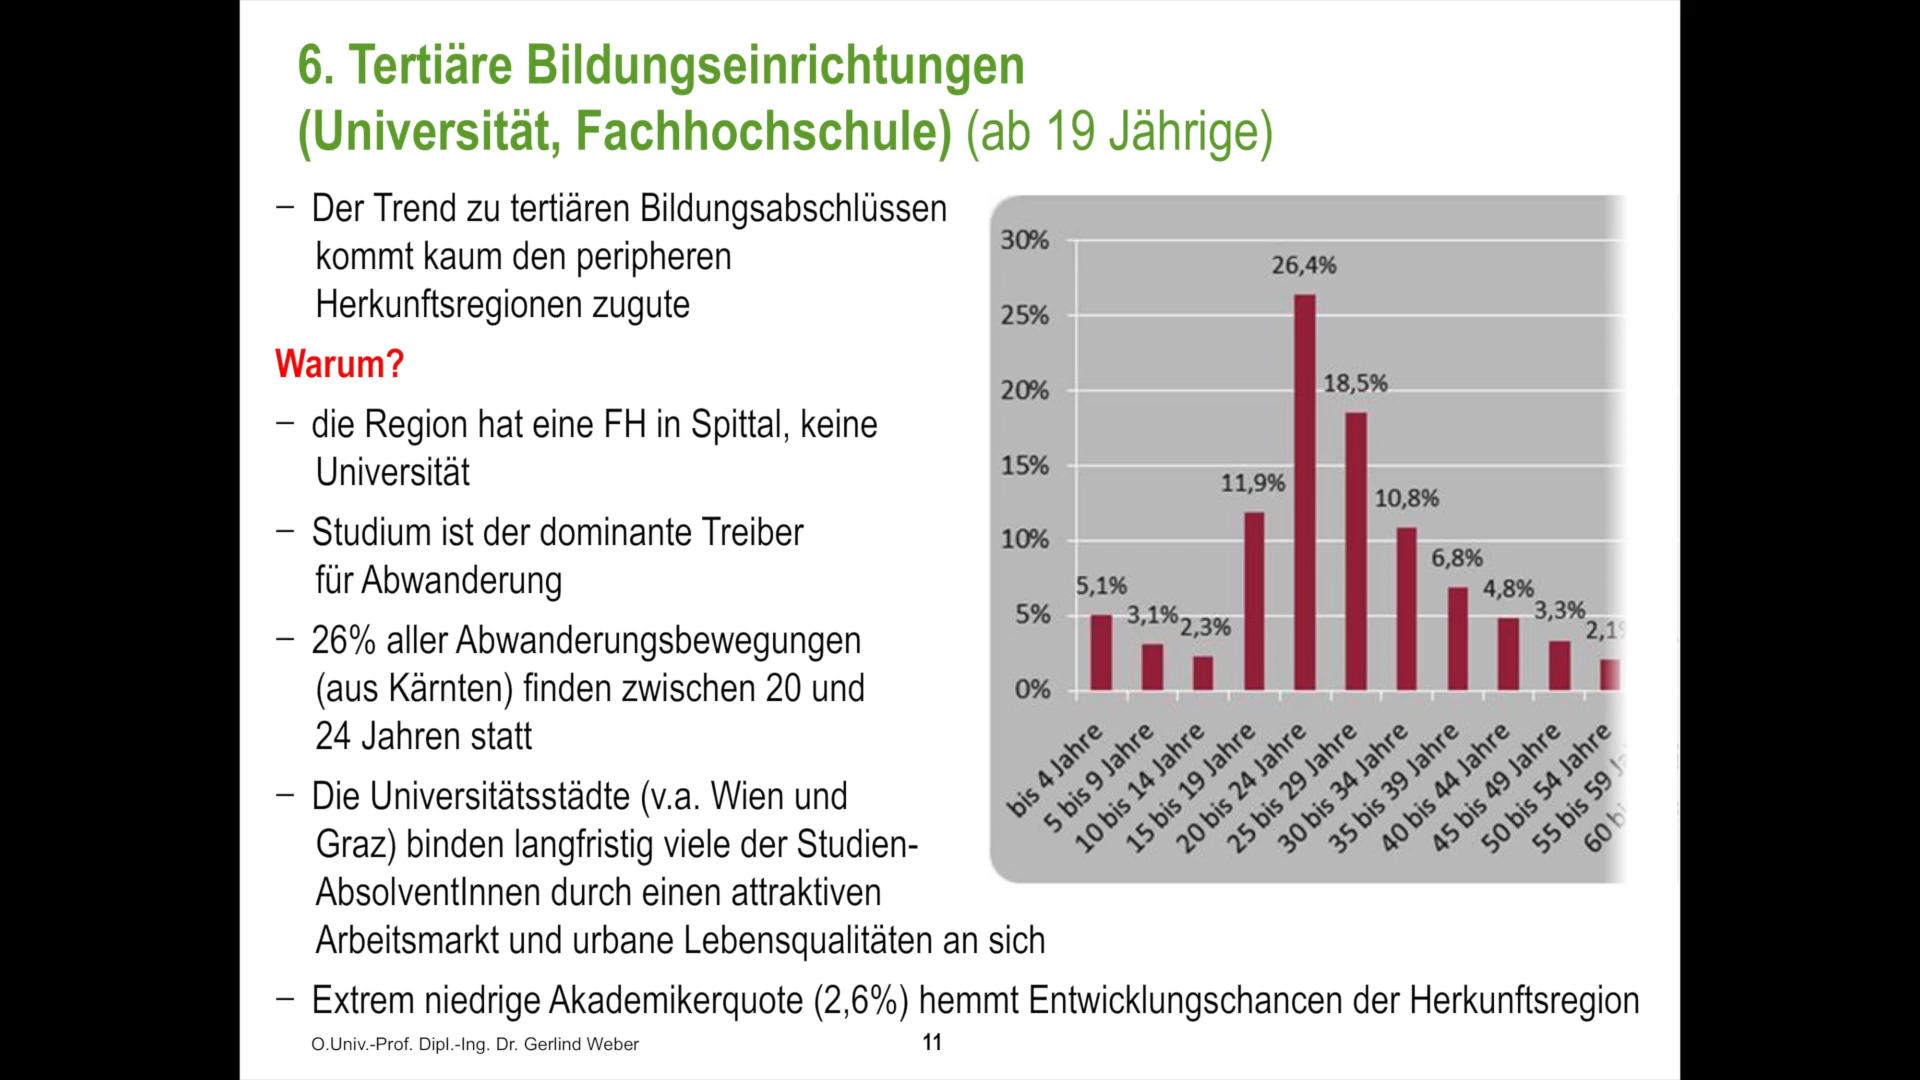 6. Tertiäre Bildungseinrichtungen
(Universität, Fachhochschule) (ab 19 Jährige)
– Der Trend zu tertiären Bildungsabschlüssen
kommt kaum den peripheren
Herkunftsregionen zugute
Warum?
– die Region hat eine FH in Spittal, keine
Universität
– Studium ist der dominante Treiber
für Abwanderung
– 26% aller Abwanderungsbewegungen
(aus Kärnten) finden zwischen 20 und
24 Jahren statt
– Die Universitätsstädte (v.a. Wien und
Graz) binden langfristig viele der Studien-
AbsolventInnen durch einen attraktiven
Arbeitsmarkt und urbane Lebensqualitäten an sich
– Extrem niedrige Akademikerquote (2,6%) hemmt Entwicklungschancen der Herkunftsregion
30%
25%
20%
15%
10%
5%
0%
5,1%
3,1%
2,3%
11,9%
26,4%
18,5%
10,8%
6,8%
4,8%
3,3%
2,1%
bis 4 Jahre
5 bis 9 Jahre
10 bis 14 Jahre
15 bis 19 Jahre
20 bis 24 Jahre
25 bis 29 Jahre
30 bis 34 Jahre
35 bis 39 Jahre
40 bis 44 Jahre
45 bis 49 Jahre
50 bis 54 Jahre
55 bis 59
60
O.Univ.-Prof. Dipl.-Ing. Dr. Gerlind Weber
11